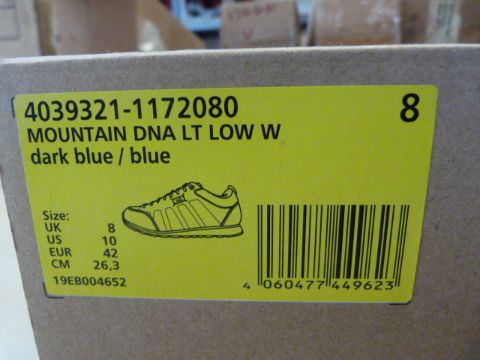 4039321-1172080 8
MOUNTAIN DNA LT LOW W
dark blue / blue
Size:
UK 8
US 10
EUR 42
CM 26,3
19EB004652
4 060477 449623